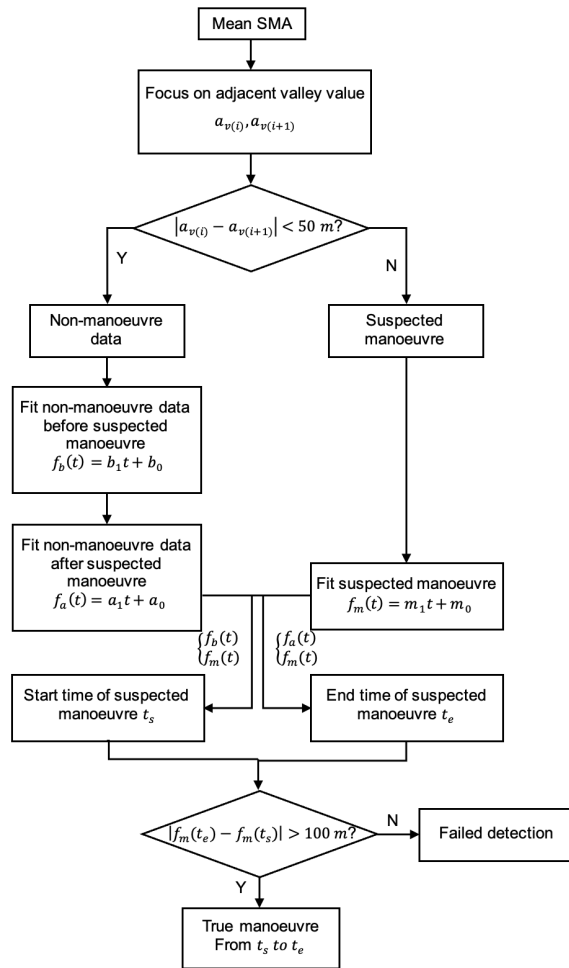 Mean SMA
Focus on adjacent valley value
a_{v(i)}, a_{v(i+1)}
|a_{v(i)} − a_{v(i+1)}| < 50 m?
Y
N
Non-manoeuvre
data
Suspected
manoeuvre
Fit non-manoeuvre data
before suspected
manoeuvre
f_b(t) = b_1t + b_0
Fit non-manoeuvre data
after suspected
manoeuvre
f_a(t) = a_1t + a_0
Fit suspected manoeuvre
f_m(t) = m_1t + m_0
{f_b(t)
f_m(t)
{f_a(t)
f_m(t)
Start time of suspected
manoeuvre t_s
End time of suspected
manoeuvre t_e
|f_m(t_e) − f_m(t_s)| > 100 m?
N
Failed detection
Y
True manoeuvre
From t_s to t_e